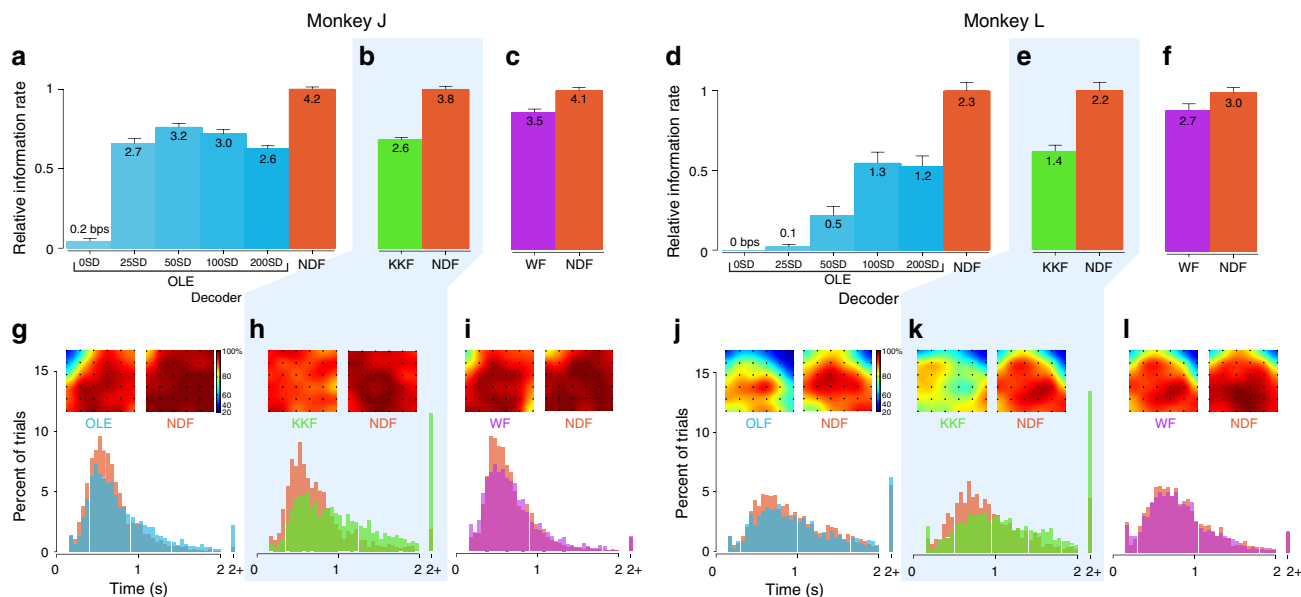 Monkey J
Monkey L
a
b
c
d
e
f
Relative information rate
1
0.5
0
0.2 bps
2.7
3.2
3.0
2.6
4.2
0SD 25SD 50SD 100SD 200SD NDF
OLE
Decoder
2.6
3.8
KKF NDF
3.5
4.1
WF NDF
Relative information rate
1
0.5
0
0 bps
0.1
0.5
1.3
1.2
2.3
0SD 25SD 50SD 100SD 200SD NDF
OLE
Decoder
1.4
2.2
KKF NDF
2.7
3.0
WF NDF
g
h
i
j
k
l
Percent of trials
15
10
5
0
100%
80
60
40
20
OLE NDF
KKF NDF
WF NDF
0 1 2 2+
0 1 2 2+
0 1 2 2+
Time (s)
Percent of trials
15
10
5
0
100%
80
60
40
20
OLF NDF
KKF NDF
WF NDF
0 1 2 2+
0 1 2 2+
0 1 2 2+
Time (s)